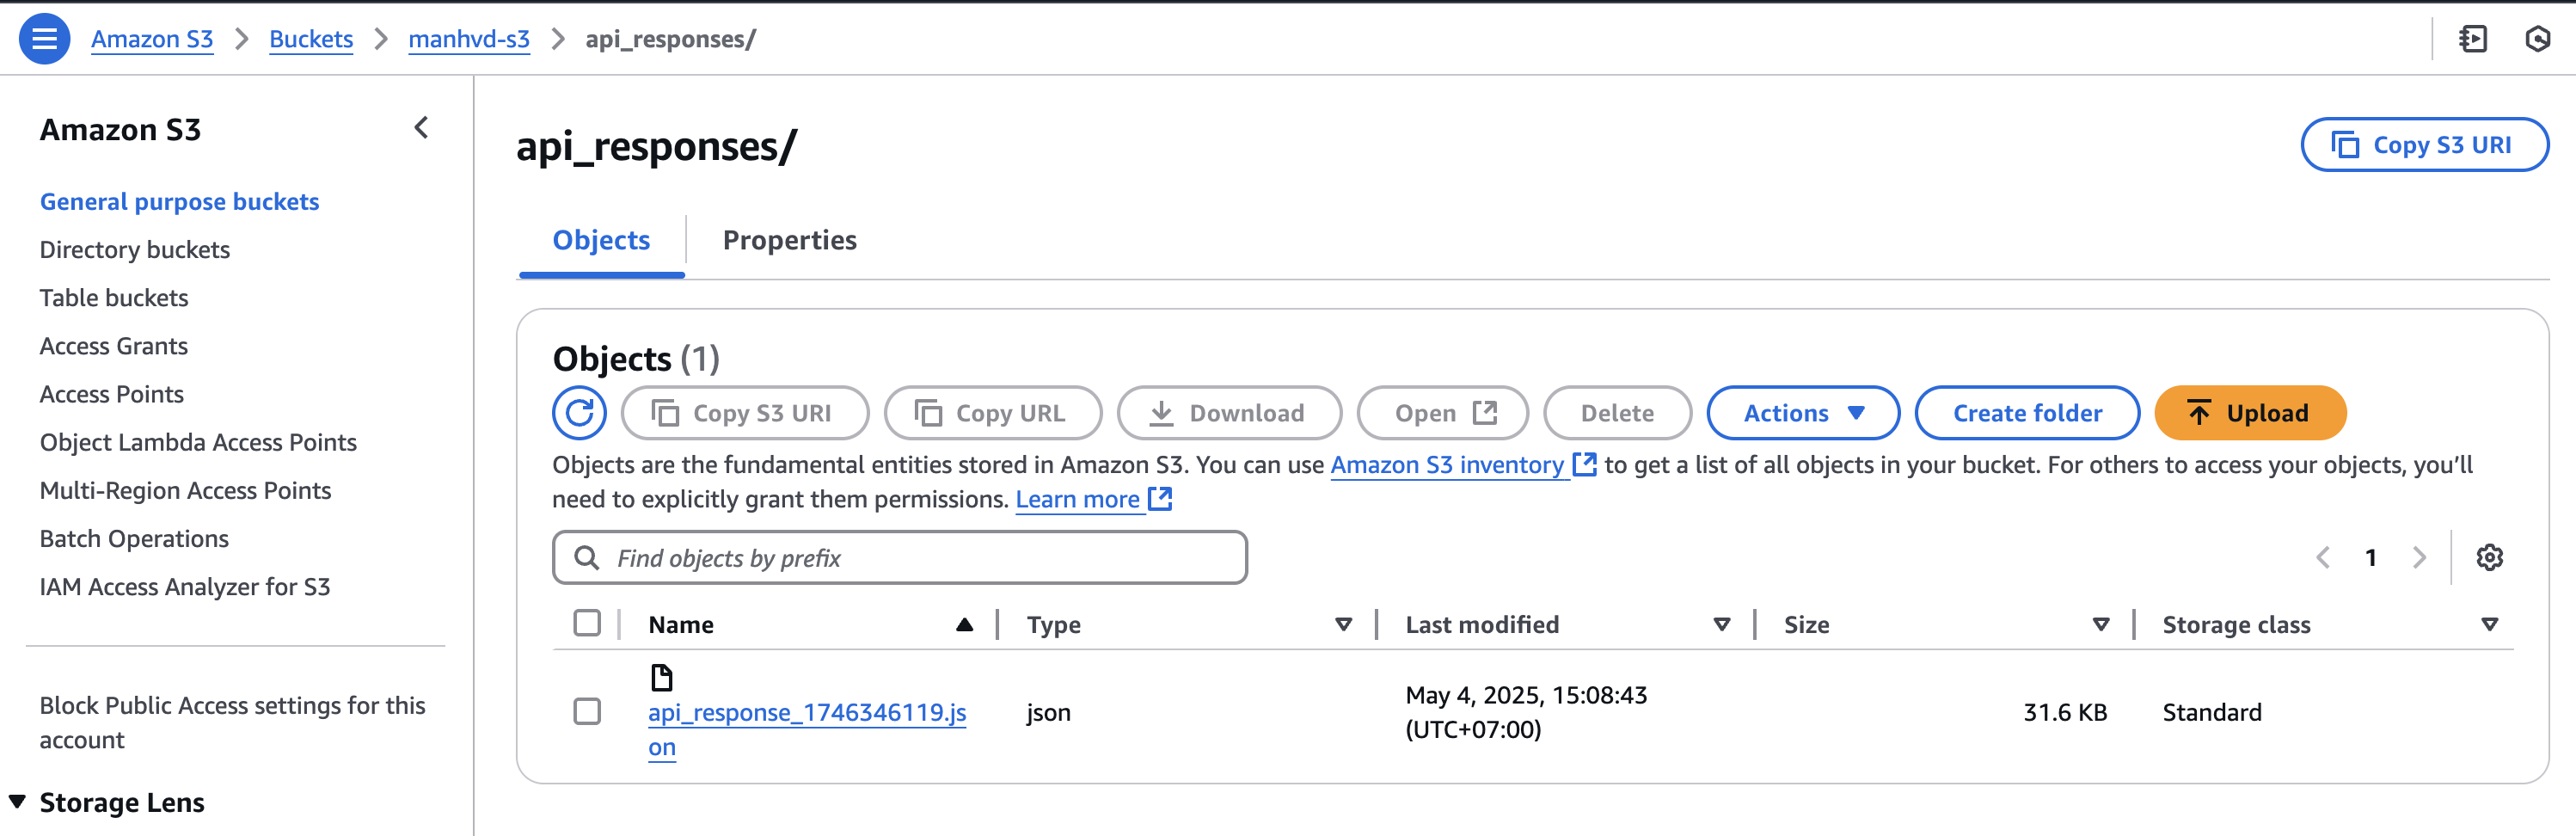 Amazon S3 > Buckets > manhvd-s3 > api_responses/
Amazon S3
General purpose buckets
Directory buckets
Table buckets
Access Grants
Access Points
Object Lambda Access Points
Multi-Region Access Points
Batch Operations
IAM Access Analyzer for S3
Block Public Access settings for this
account
Storage Lens
api_responses/
Copy S3 URI
Objects
Properties
Objects (1)
Copy S3 URI
Copy URL
Download
Open
Delete
Actions
Create folder
Upload
Objects are the fundamental entities stored in Amazon S3. You can use Amazon S3 inventory to get a list of all objects in your bucket. For others to access your objects, you’ll
need to explicitly grant them permissions. Learn more
Find objects by prefix
1
Name
Type
Last modified
Size
Storage class
api_response_1746346119.js
on
json
May 4, 2025, 15:08:43
(UTC+07:00)
31.6 KB
Standard